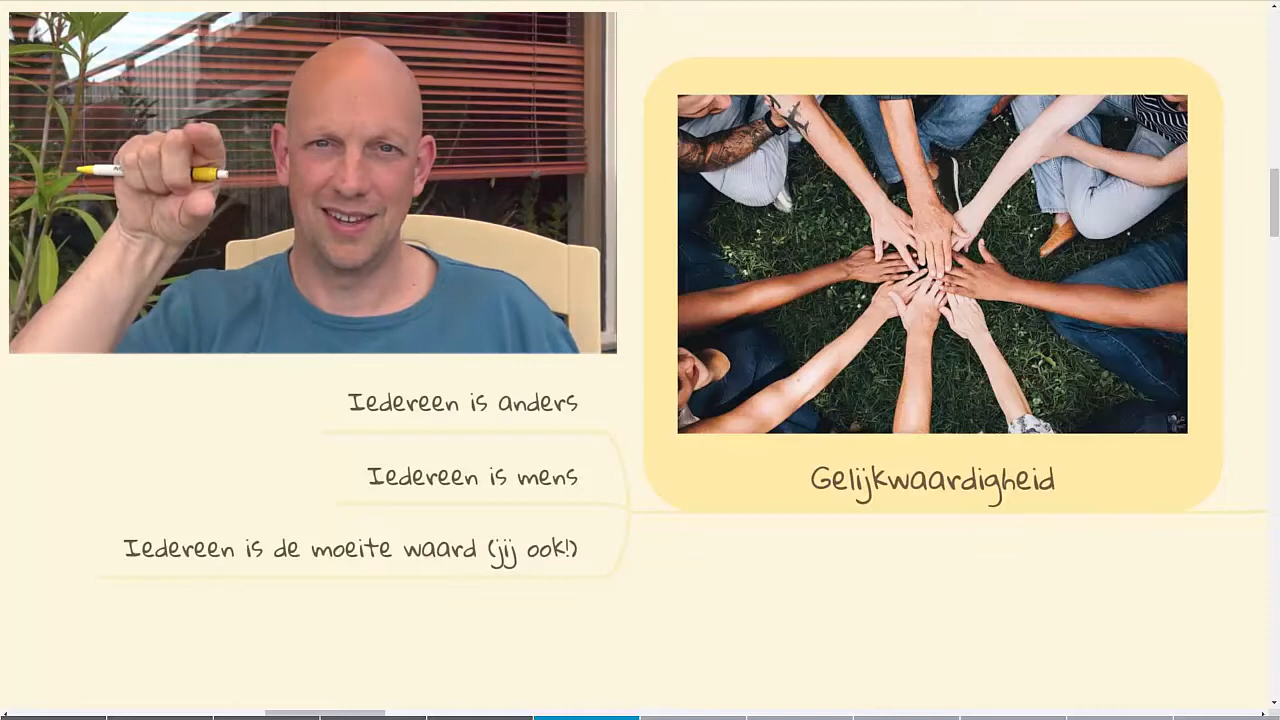 Iedereen is anders
Iedereen is mens
Iedereen is de moeite waard (jij ook!)
Gelijkwaardigheid